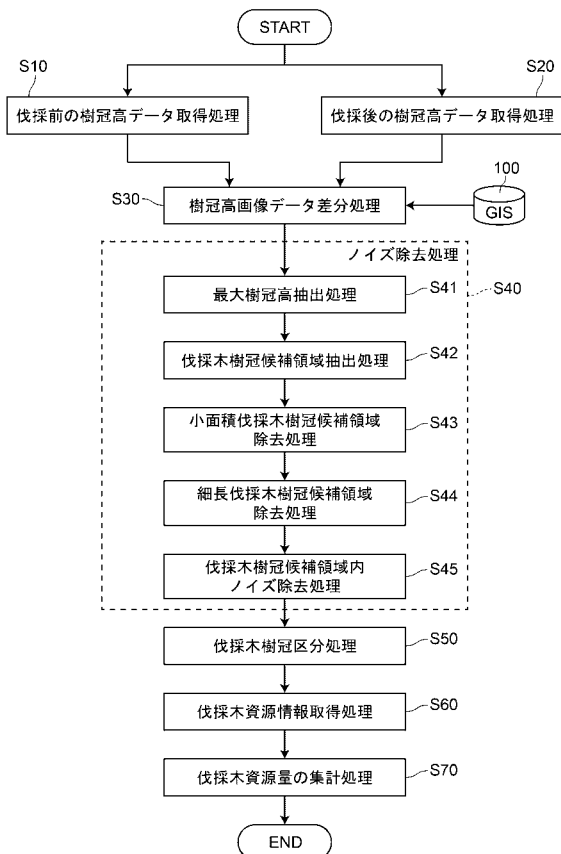 START
S10
S20
伐採前の樹冠高データ取得処理
伐採後の樹冠高データ取得処理
S30
樹冠高画像データ差分処理
100
GIS
ノイズ除去処理
最大樹冠高抽出処理
S41
S40
伐採木樹冠候補領域抽出処理
S42
小面積伐採木樹冠候補領域
除去処理
S43
細長伐採木樹冠候補領域
除去処理
S44
伐採木樹冠候補領域内
ノイズ除去処理
S45
伐採木樹冠区分処理
S50
伐採木資源情報取得処理
S60
伐採木資源量の集計処理
S70
END